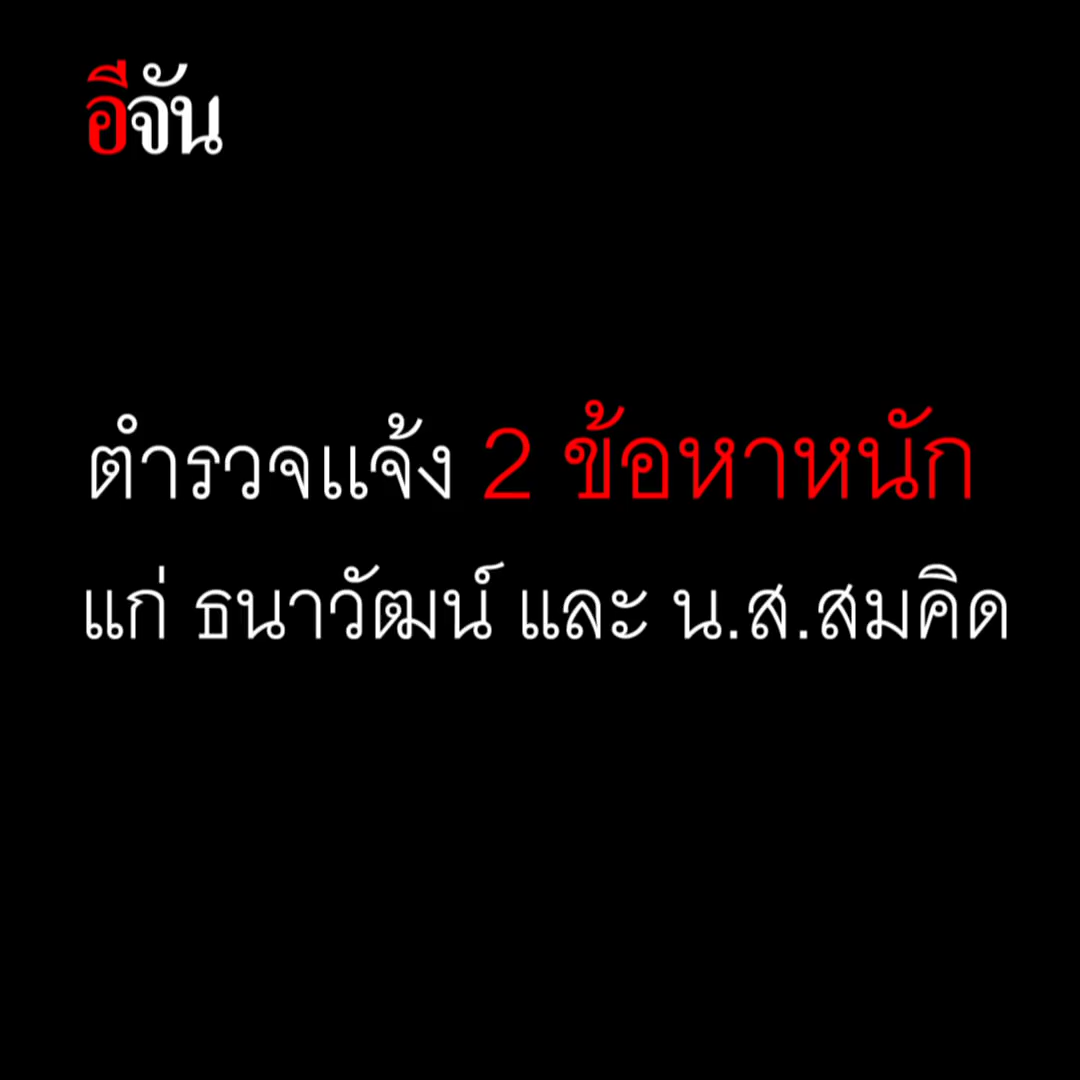 อีจัน
ตำรวจแจ้ง 2 ข้อหาหนัก
แก่ ธนาวัฒน์ และ น.ส.สมคิด